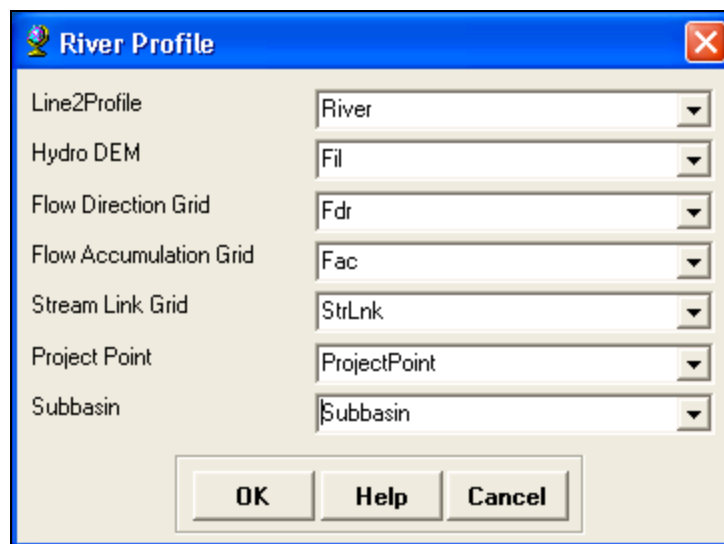 River Profile
Line2Profile River
Hydro DEM Fil
Flow Direction Grid Fdr
Flow Accumulation Grid Fac
Stream Link Grid StrLnk
Project Point ProjectPoint
Subbasin Subbasin
OK Help Cancel